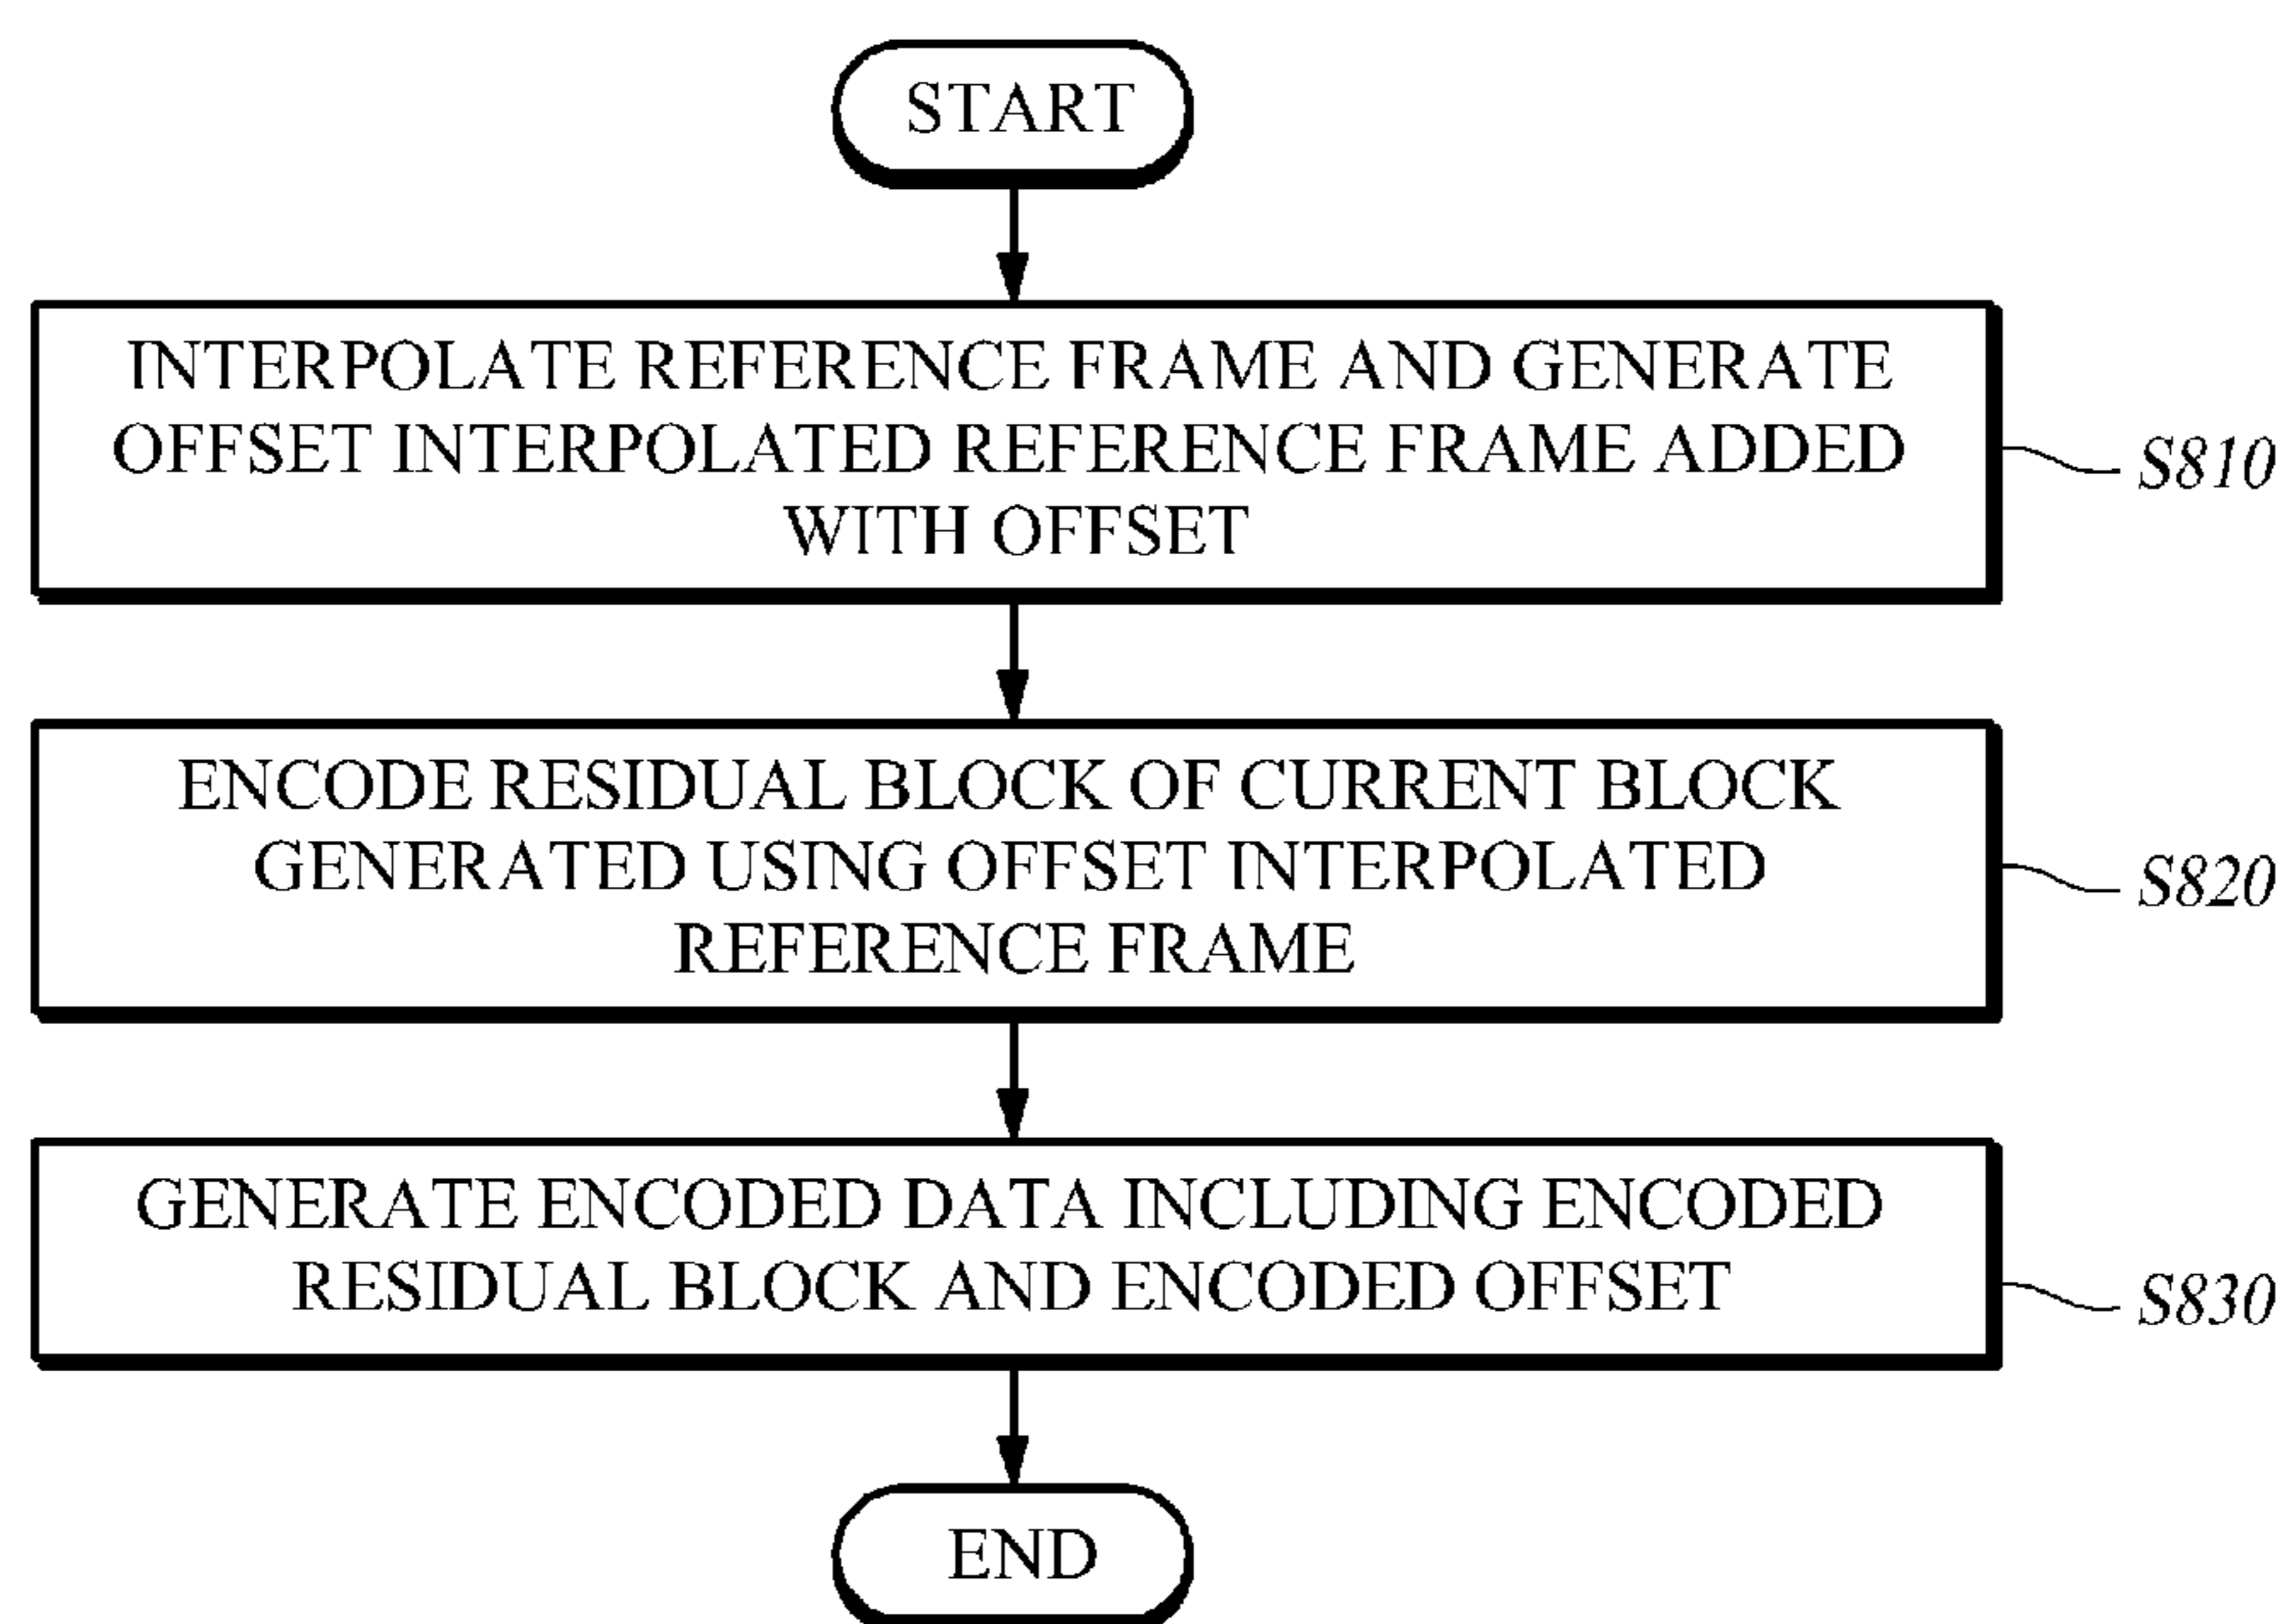 START
INTERPOLATE REFERENCE FRAME AND GENERATE
OFFSET INTERPOLATED REFERENCE FRAME ADDED
WITH OFFSET
S810
ENCODE RESIDUAL BLOCK OF CURRENT BLOCK
GENERATED USING OFFSET INTERPOLATED
REFERENCE FRAME
S820
GENERATE ENCODED DATA INCLUDING ENCODED
RESIDUAL BLOCK AND ENCODED OFFSET
S830
END